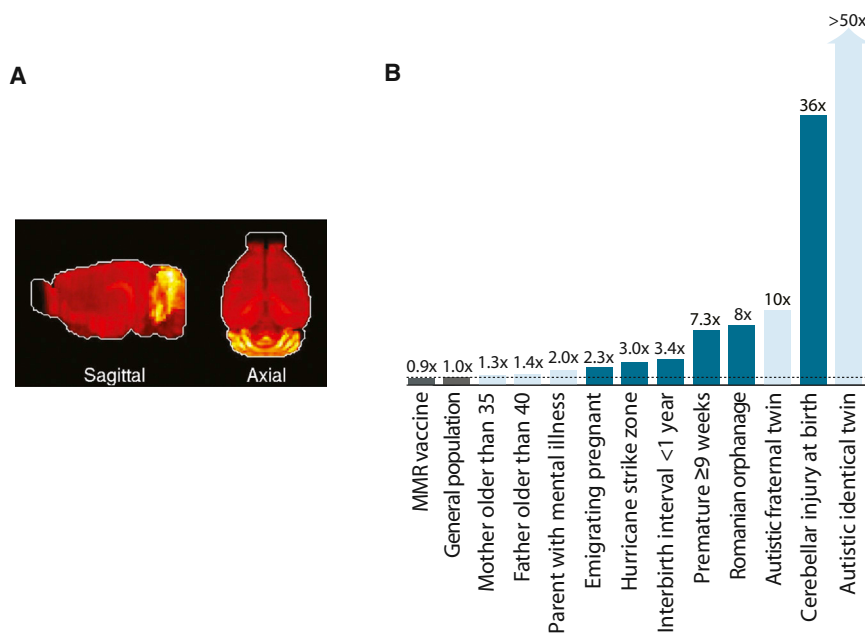 A
Sagittal
Axial
B
0.9x
1.0x
1.3x
1.4x
2.0x
2.3x
3.0x
3.4x
7.3x
8x
10x
36x
>50x
MMR vaccine
General population
Mother older than 35
Father older than 40
Parent with mental illness
Emigrating pregnant
Hurricane strike zone
Interbirth interval <1 year
Premature ≥9 weeks
Romanian orphanage
Autistic fraternal twin
Cerebellar injury at birth
Autistic identical twin